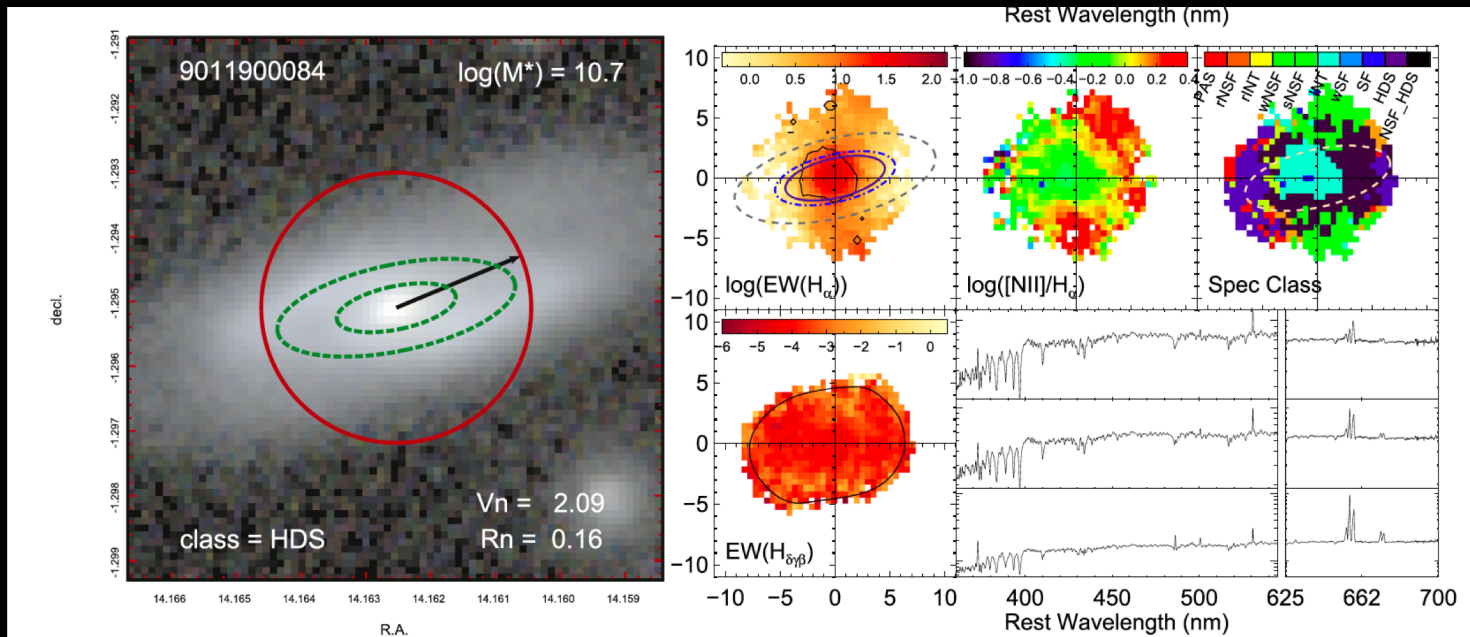 Rest Wavelength (nm)
9011900084
log(M*) = 10.7
Vn = 2.09
class = HDS
Rn = 0.16
decl.
-1.291
-1.292
-1.293
-1.294
-1.295
-1.296
-1.297
-1.298
-1.299
14.166 14.165 14.164 14.163 14.162 14.161 14.160 14.159
R.A.
10
5
0
−5
−10
0.0 0.5 1.0 1.5 2.0
log(EW(Hα))
-1.0 −0.8 −0.6 −0.4 −0.2 0.0 0.2 0.4
log([NII]/Hα)
PAS
rNSF
rINT
wNSF
sNSF
INT
wSF
SF
HDS
NSF_HDS
Spec Class
10
5
0
−5
−10
−6 −5 −4 −3 −2 −1 0
EW(Hδγβ)
−10 −5 0 5 10
400 450 500 625 662 700
Rest Wavelength (nm)